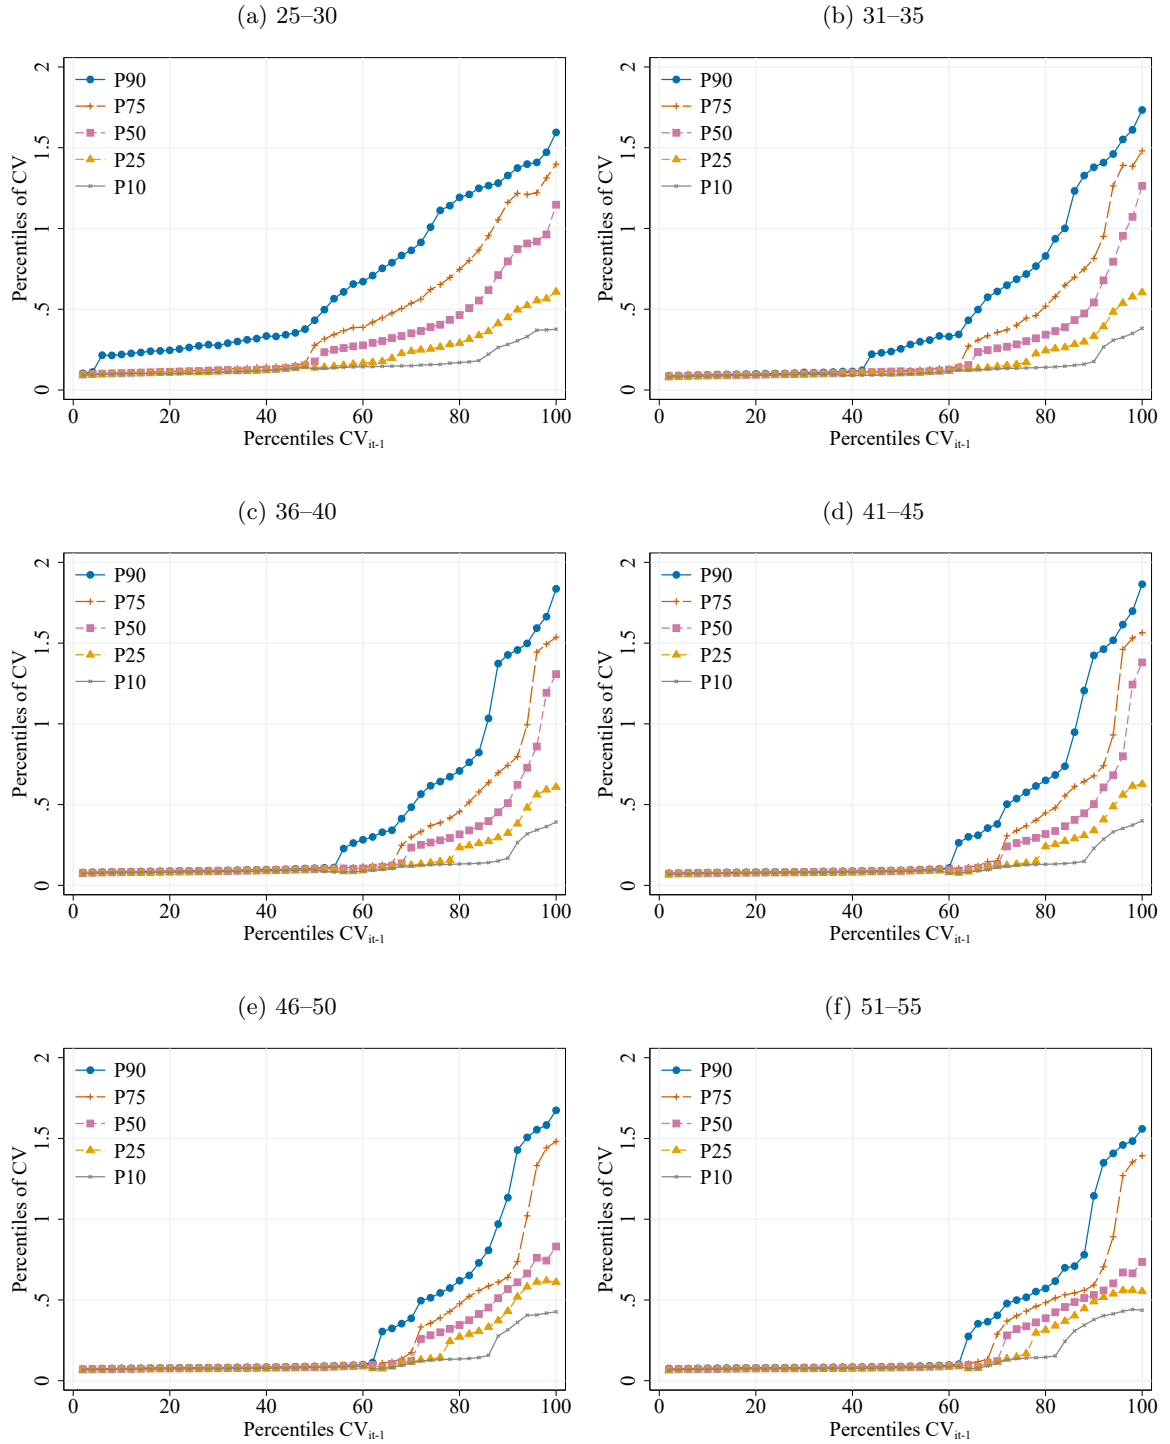 (a) 25–30
Percentiles of CV
2
1.5
1
.5
0
P90
P75
P50
P25
P10
0 20 40 60 80 100
Percentiles CVit-1
(b) 31–35
Percentiles of CV
2
1.5
1
.5
0
P90
P75
P50
P25
P10
0 20 40 60 80 100
Percentiles CVit-1
(c) 36–40
Percentiles of CV
2
1.5
1
.5
0
P90
P75
P50
P25
P10
0 20 40 60 80 100
Percentiles CVit-1
(d) 41–45
Percentiles of CV
2
1.5
1
.5
0
P90
P75
P50
P25
P10
0 20 40 60 80 100
Percentiles CVit-1
(e) 46–50
Percentiles of CV
2
1.5
1
.5
0
P90
P75
P50
P25
P10
0 20 40 60 80 100
Percentiles CVit-1
(f) 51–55
Percentiles of CV
2
1.5
1
.5
0
P90
P75
P50
P25
P10
0 20 40 60 80 100
Percentiles CVit-1